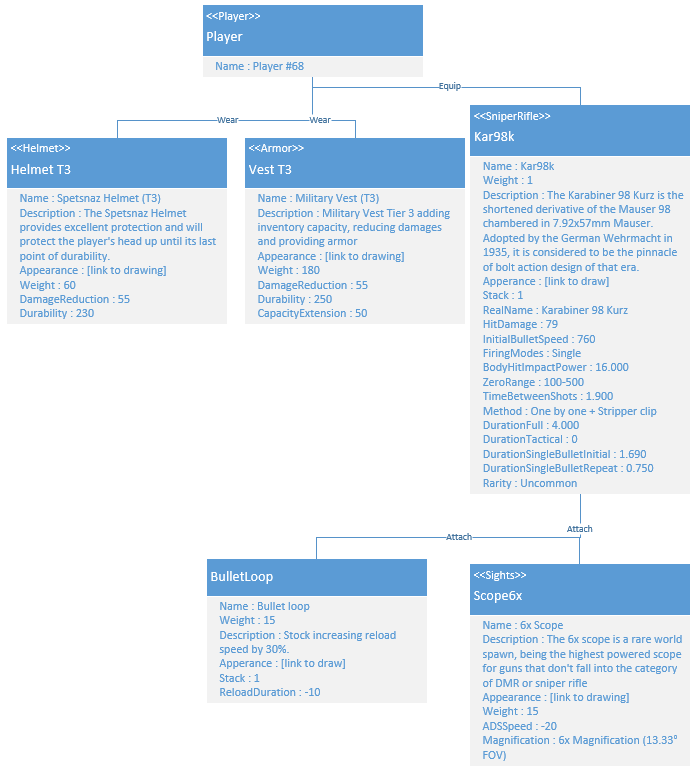 <<Player>>
Player
Name : Player #68
Equip
Wear
Wear
<<Helmet>>
Helmet T3
Name : Spetsnaz Helmet (T3)
Description : The Spetsnaz Helmet
provides excellent protection and will
protect the player's head up until its last
point of durability.
Appearance : [link to drawing]
Weight : 60
DamageReduction : 55
Durability : 230
<<Armor>>
Vest T3
Name : Military Vest (T3)
Description : Military Vest Tier 3 adding
inventory capacity, reducing damages
and providing armor
Appearance : [link to drawing]
Weight : 180
DamageReduction : 55
Durability : 250
CapacityExtension : 50
<<SniperRifle>>
Kar98k
Name : Kar98k
Weight : 1
Description : The Karabiner 98 Kurz is the
shortened derivative of the Mauser 98
chambered in 7.92x57mm Mauser.
Adopted by the German Wehrmacht in
1935, it is considered to be the pinnacle
of bolt action design of that era.
Apperance : [link to draw]
Stack : 1
RealName : Karabiner 98 Kurz
HitDamage : 79
InitialBulletSpeed : 760
FiringModes : Single
BodyHitImpactPower : 16.000
ZeroRange : 100-500
TimeBetweenShots : 1.900
Method : One by one + Stripper clip
DurationFull : 4.000
DurationTactical : 0
DurationSingleBulletInitial : 1.690
DurationSingleBulletRepeat : 0.750
Rarity : Uncommon
Attach
Attach
BulletLoop
Name : Bullet loop
Weight : 15
Description : Stock increasing reload
speed by 30%.
Apperance : [link to draw]
Stack : 1
ReloadDuration : -10
<<Sights>>
Scope6x
Name : 6x Scope
Description : The 6x scope is a rare world
spawn, being the highest powered scope
for guns that don't fall into the category
of DMR or sniper rifle
Appearance : [link to drawing]
Weight : 15
ADSSpeed : -20
Magnification : 6x Magnification (13.33°
FOV)